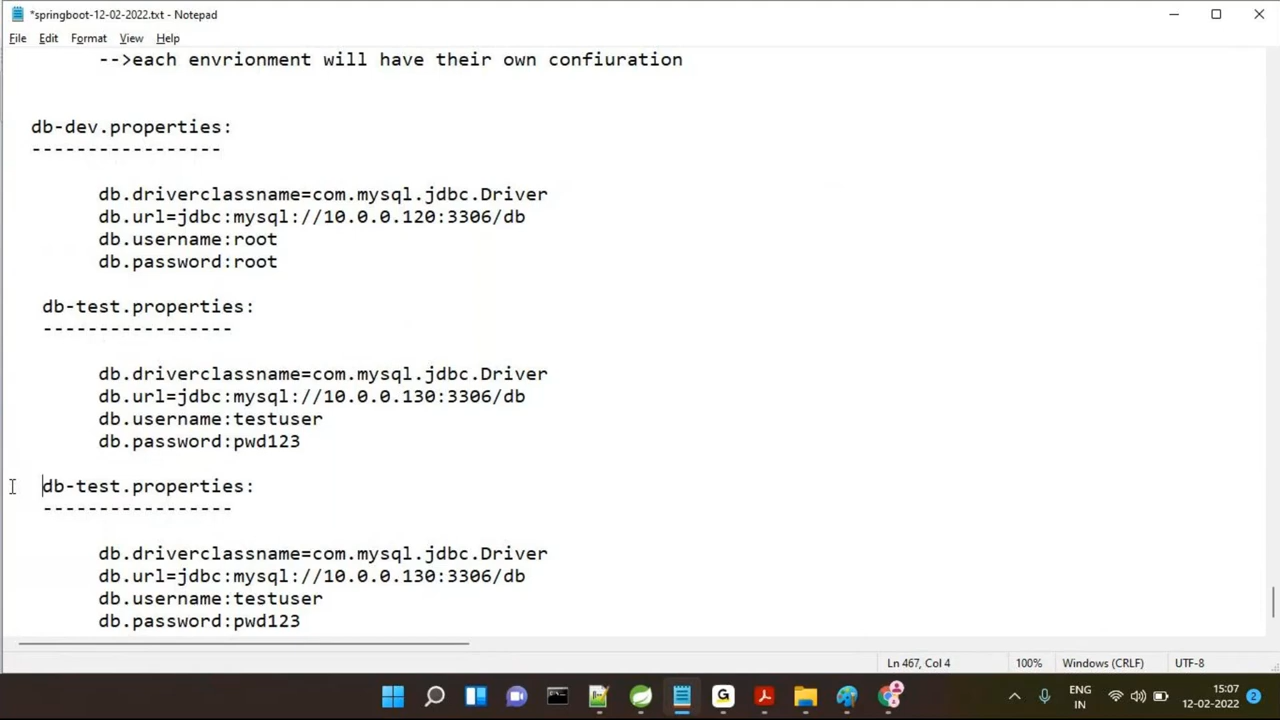 *springboot-12-02-2022.txt - Notepad
File Edit Format View Help
-->each envrionment will have their own confiuration
db-dev.properties:
-----------------
db.driverclassname=com.mysql.jdbc.Driver
db.url=jdbc:mysql://10.0.0.120:3306/db
db.username:root
db.password:root
db-test.properties:
-----------------
db.driverclassname=com.mysql.jdbc.Driver
db.url=jdbc:mysql://10.0.0.130:3306/db
db.username:testuser
db.password:pwd123
db-test.properties:
-----------------
db.driverclassname=com.mysql.jdbc.Driver
db.url=jdbc:mysql://10.0.0.130:3306/db
db.username:testuser
db.password:pwd123
Ln 467, Col 4 100% Windows (CRLF) UTF-8
ENG 15:07
IN 12-02-2022 2